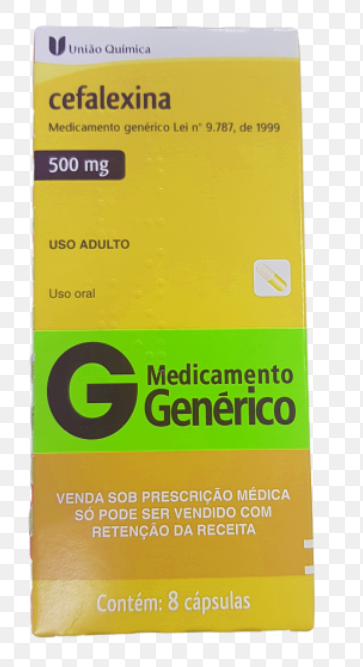 União Química
cefalexina
Medicamento genérico Lei n° 9.787, de 1999
500 mg
USO ADULTO
Uso oral
G Medicamento
Genérico
VENDA SOB PRESCRIÇÃO MÉDICA
SÓ PODE SER VENDIDO COM
RETENÇÃO DA RECEITA
Contém: 8 cápsulas